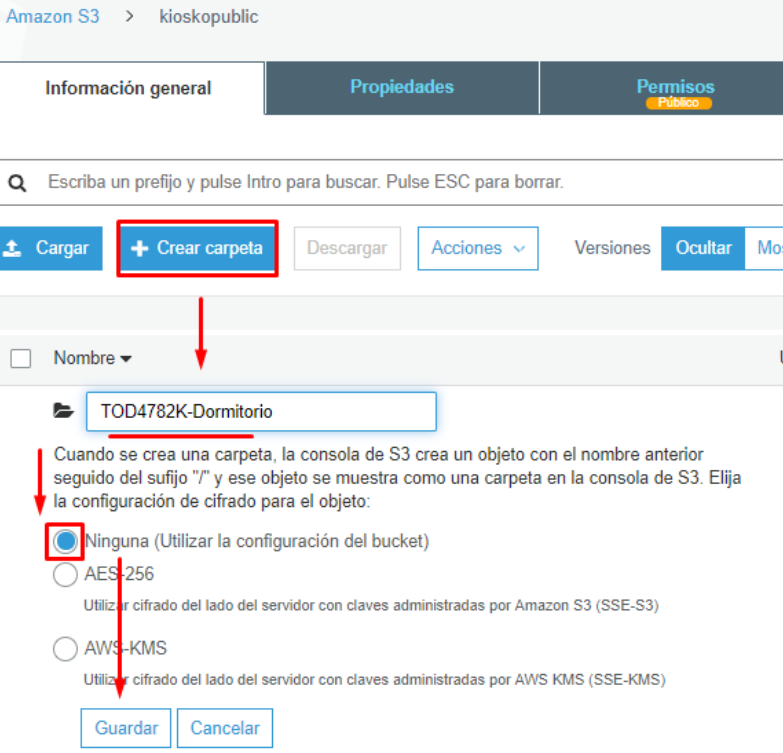 Amazon S3 > kioskopublic
Información general Propiedades Permisos
Público
Escriba un prefijo y pulse Intro para buscar. Pulse ESC para borrar.
Cargar + Crear carpeta Descargar Acciones Versiones Ocultar
Nombre
TOD4782K-Dormitorio
Cuando se crea una carpeta, la consola de S3 crea un objeto con el nombre anterior
seguido del sufijo "/" y ese objeto se muestra como una carpeta en la consola de S3. Elija
la configuración de cifrado para el objeto:
Ninguna (Utilizar la configuración del bucket)
AES-256
Utilizar cifrado del lado del servidor con claves administradas por Amazon S3 (SSE-S3)
AWS-KMS
Utilizar cifrado del lado del servidor con claves administradas por AWS KMS (SSE-KMS)
Guardar Cancelar